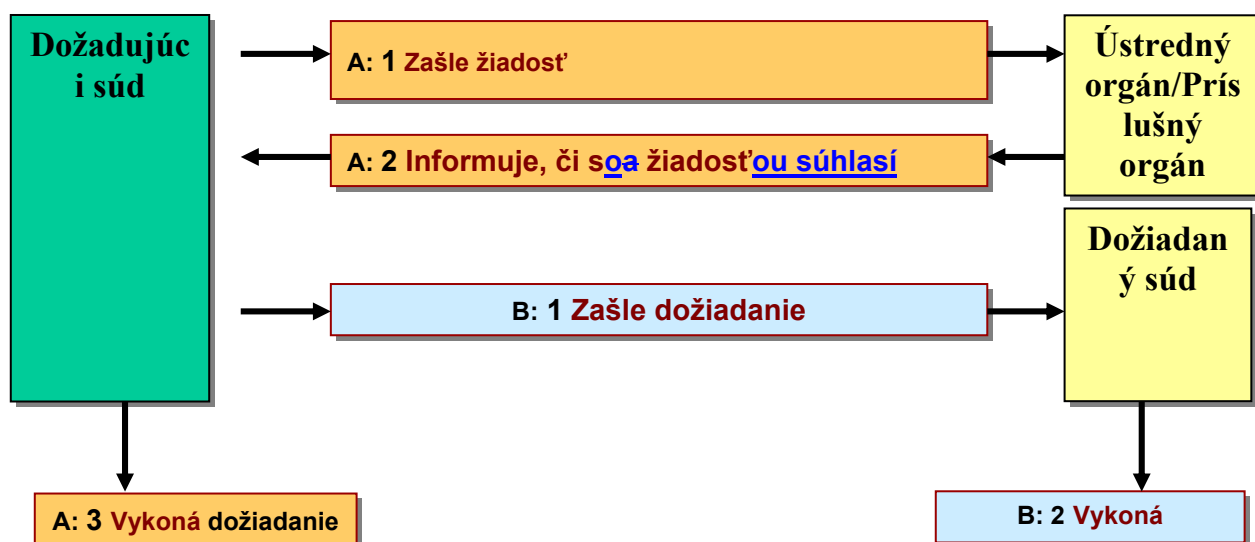 Dožadujúc
i súd
A: 1 Zašle žiadosť
Ústredný
orgán/Prís
lušný
orgán
A: 2 Informuje, či soa žiadosťou súhlasí
Dožiadan
ý súd
B: 1 Zašle dožiadanie
A: 3 Vykoná dožiadanie
B: 2 Vykoná